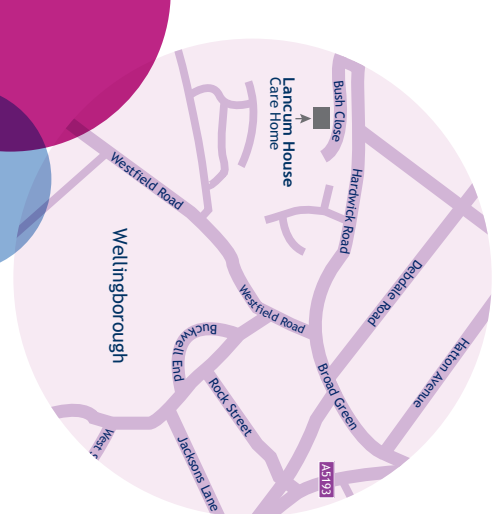 Bush Close
Lancum House
Care Home
Hardwick Road
Westfield Road
Debdale Road
Wellingborough
Westfield Road
Hatton Avenue
Buckwell End
Broad Green
Rock Street
West
Jacksons Lane
A5193